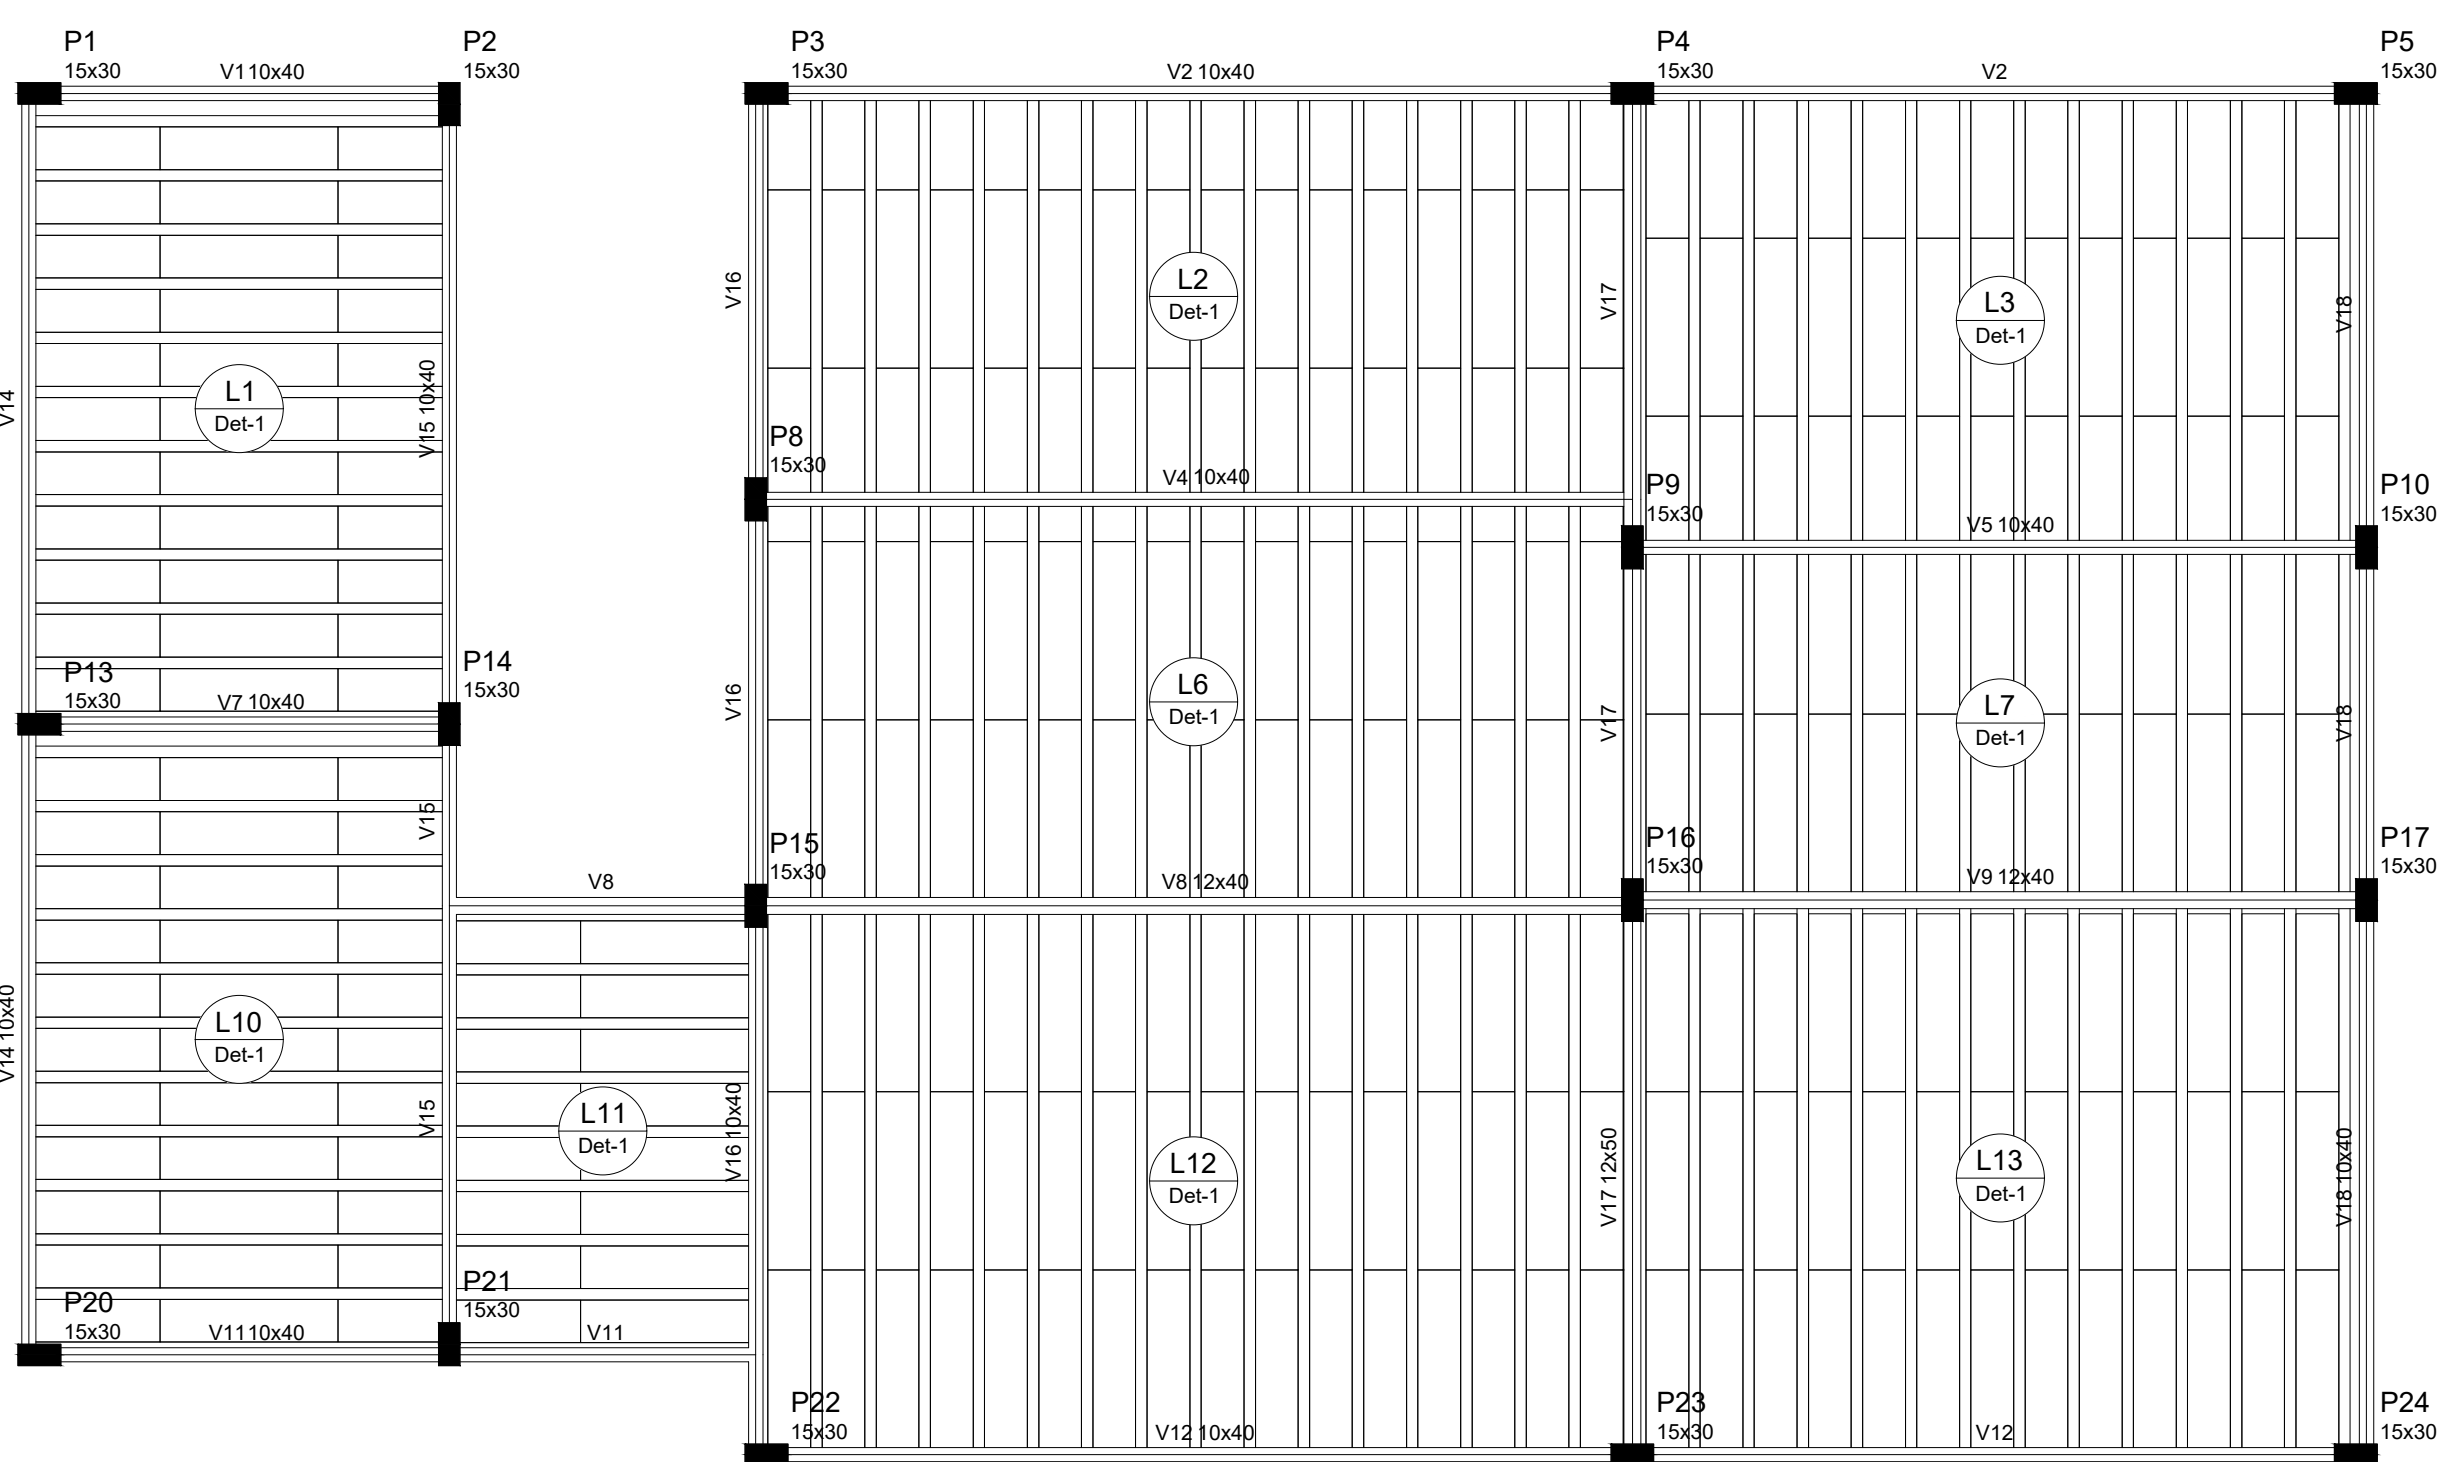 P1
15x30
V1 10x40
P2
15x30
P3
15x30
V2 10x40
P4
15x30
V2
P5
15x30
V14
L1
Det-1
V15 10x40
V16
L2
Det-1
V17
L3
Det-1
V18
P8
15x30
V4 10x40
P9
15x30
V5 10x40
P10
15x30
P13
15x30
V7 10x40
P14
15x30
V16
L6
Det-1
V17
L7
Det-1
V18
V15
P15
15x30
V8
V8 12x40
P16
15x30
V9 12x40
P17
15x30
V14 10x40
L10
Det-1
V15
L11
Det-1
V16 10x40
L12
Det-1
V17 12x50
L13
Det-1
V18 10x40
P20
15x30
V11 10x40
P21
15x30
V11
P22
15x30
V12 10x40
P23
15x30
V12
P24
15x30